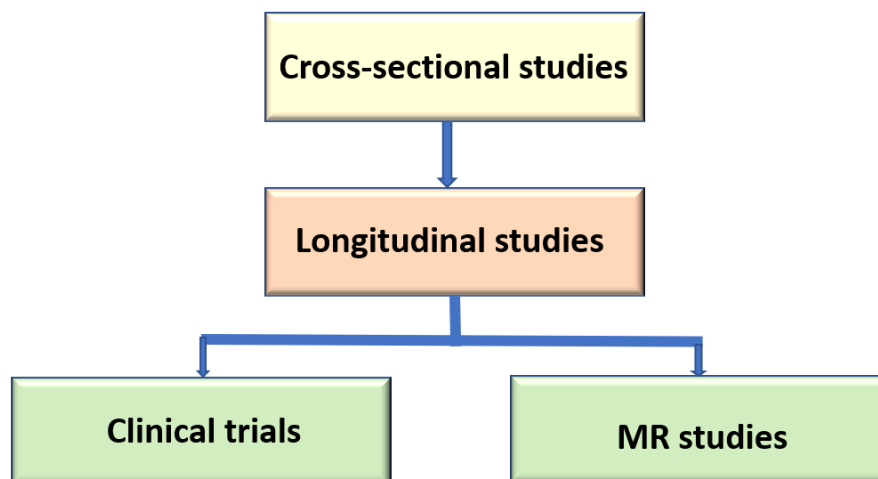 Cross-sectional studies
Longitudinal studies
Clinical trials
MR studies